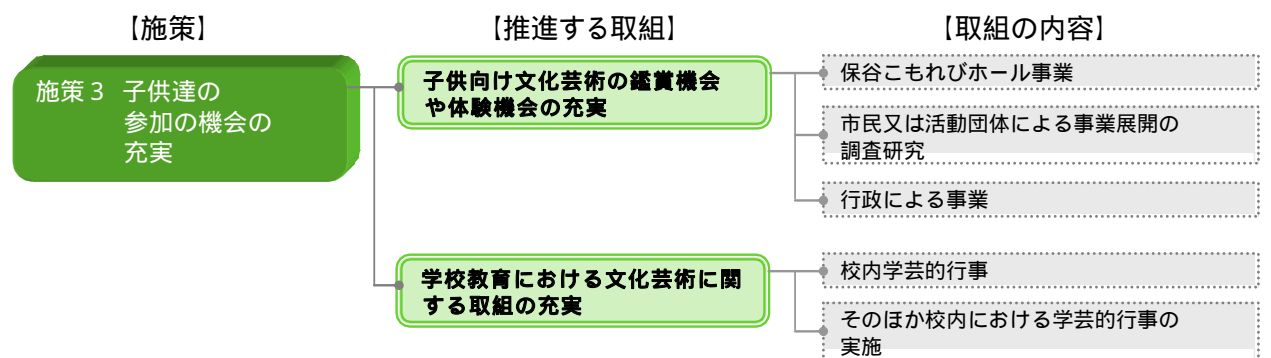 【施策】
【推進する取組】
【取組の内容】
施策３ 子供達の
参加の機会の
充実
子供向け文化芸術の鑑賞機会
や体験機会の充実
保谷こもれびホール事業
市民又は活動団体による事業展開の
調査研究
行政による事業
学校教育における文化芸術に関
する取組の充実
校内学芸的行事
そのほか校内における学芸的行事の
実施